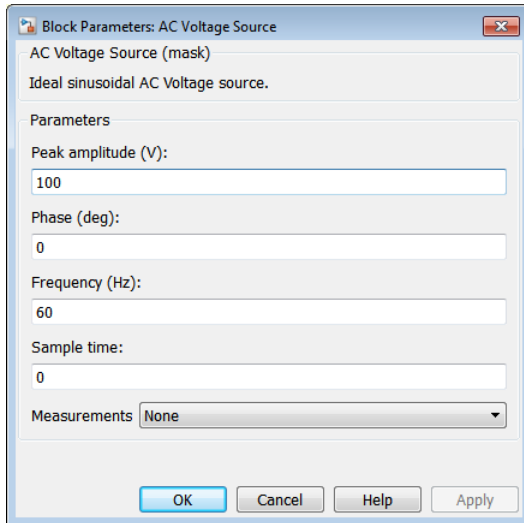 Block Parameters: AC Voltage Source
AC Voltage Source (mask)
Ideal sinusoidal AC Voltage source.
Parameters
Peak amplitude (V):
100
Phase (deg):
0
Frequency (Hz):
60
Sample time:
0
Measurements None
OK Cancel Help Apply